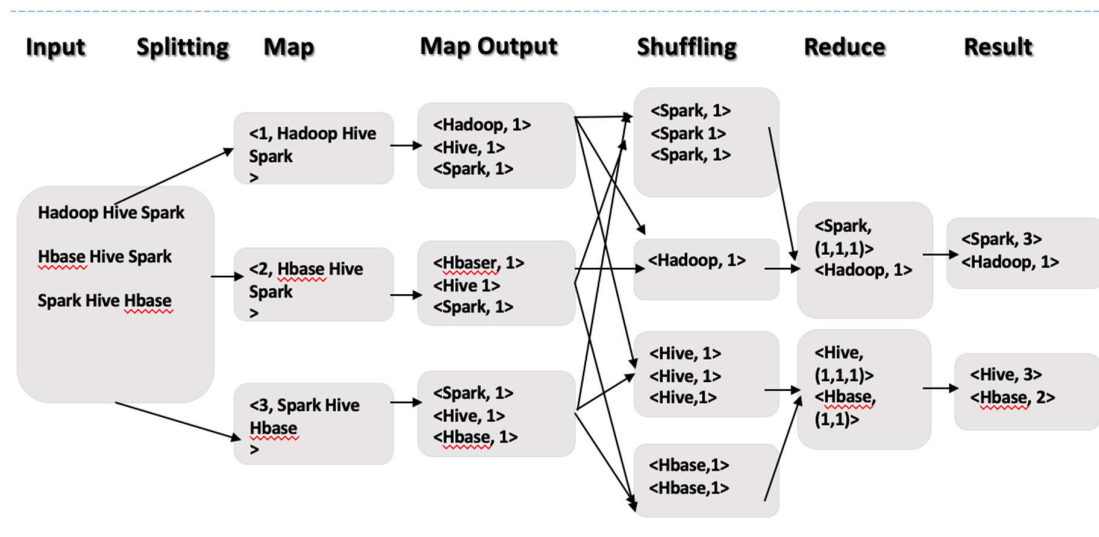 Input Splitting Map Map Output Shuffling Reduce Result
Hadoop Hive Spark
Hbase Hive Spark
Spark Hive Hbase
<1, Hadoop Hive
Spark
>
<2, Hbase Hive
Spark
>
<3, Spark Hive
Hbase
>
<Hadoop, 1>
<Hive, 1>
<Spark, 1>
<Hbaser, 1>
<Hive 1>
<Spark, 1>
<Spark, 1>
<Hive, 1>
<Hbase, 1>
<Spark, 1>
<Spark 1>
<Spark, 1>
<Hadoop, 1>
<Hive, 1>
<Hive, 1>
<Hive,1>
<Hbase,1>
<Hbase,1>
<Spark,
(1,1,1)>
<Hadoop, 1>
<Hive,
(1,1,1)>
<Hbase,
(1,1)>
<Spark, 3>
<Hadoop, 1>
<Hive, 3>
<Hbase, 2>